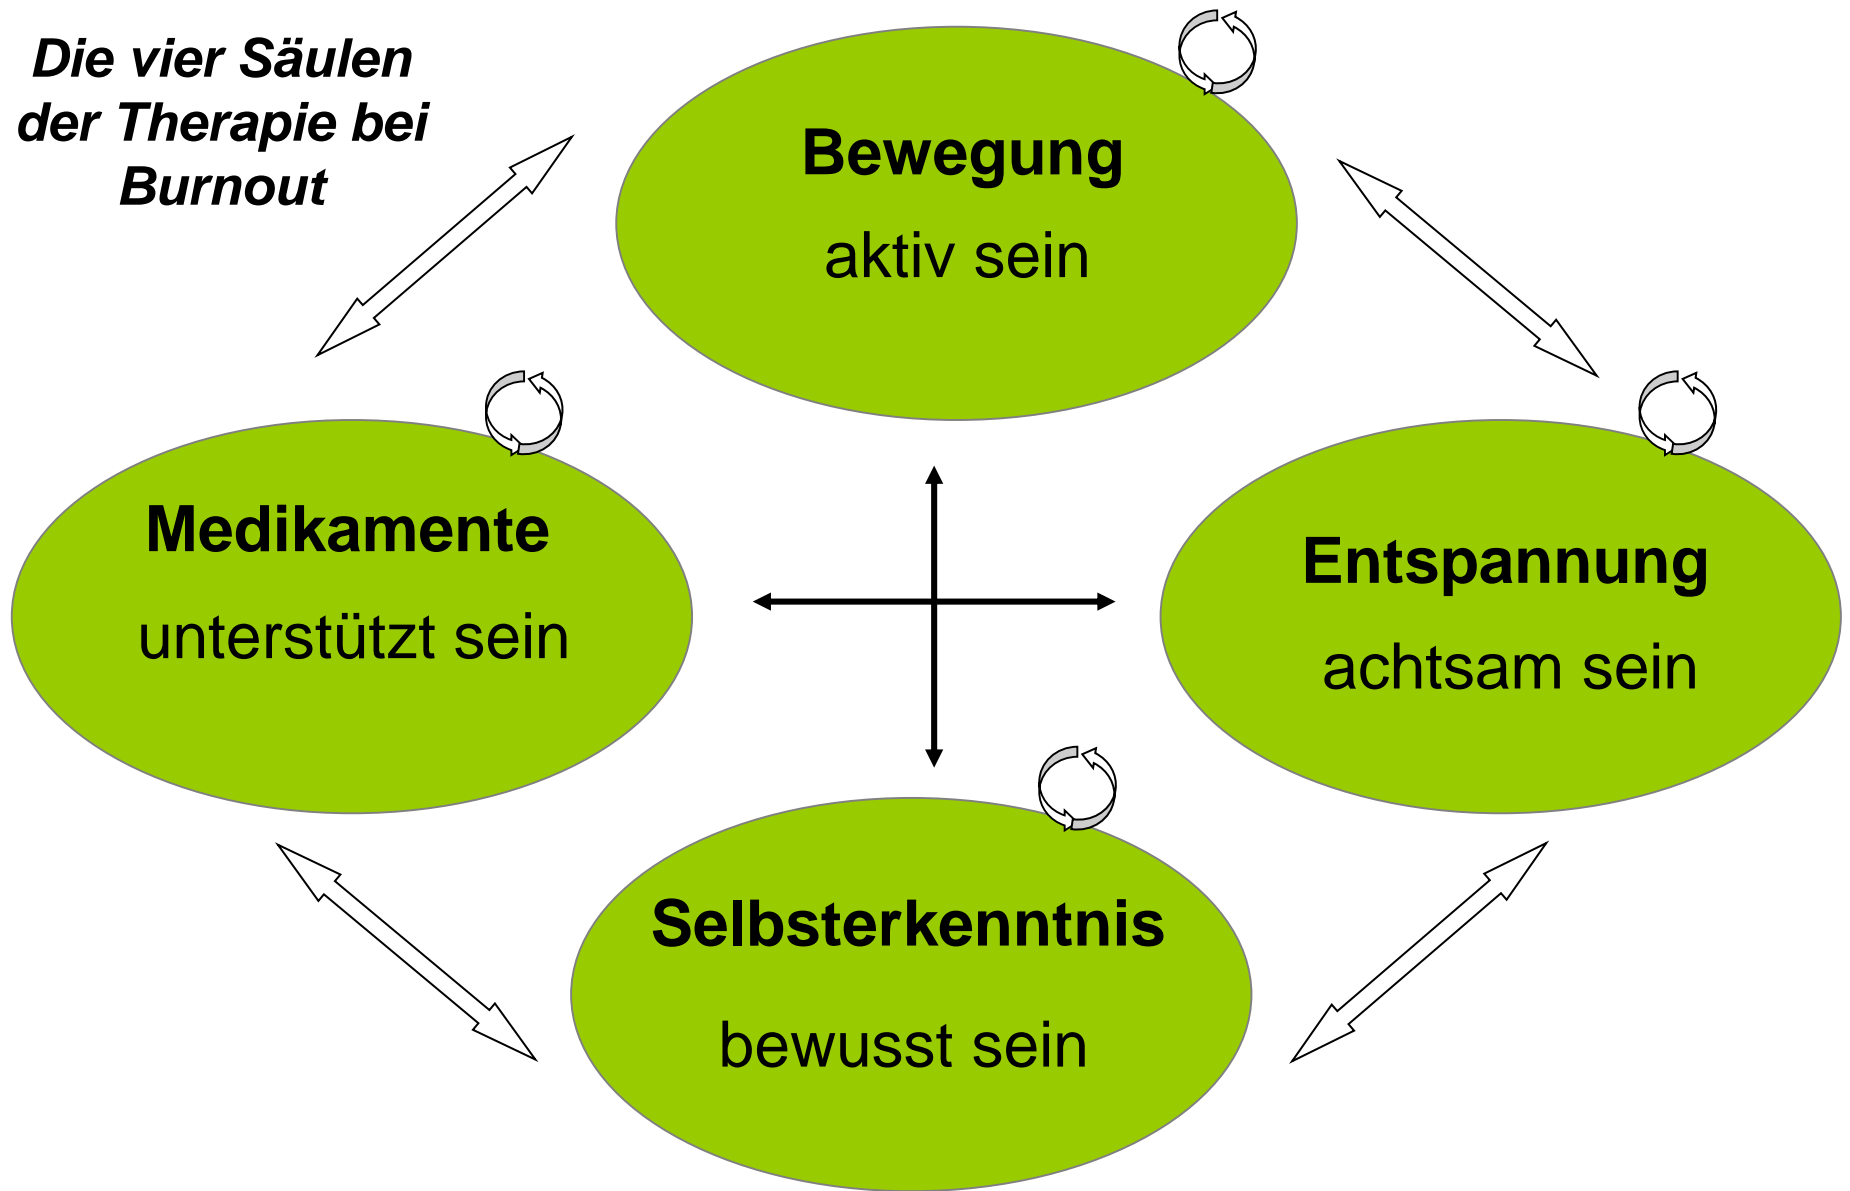 Die vier Säulen
der Therapie bei
Burnout
Bewegung
aktiv sein
Medikamente
unterstützt sein
Entspannung
achtsam sein
Selbsterkenntnis
bewusst sein